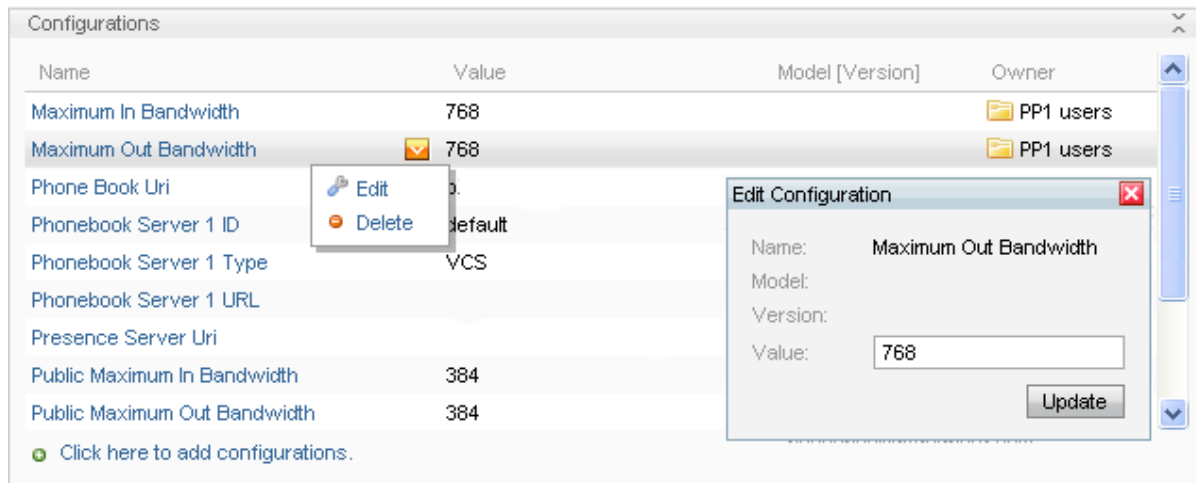 Configurations
Name Value Model [Version] Owner
Maximum In Bandwidth 768 PP1 users
Maximum Out Bandwidth 768 PP1 users
Phone Book Uri
Edit
Phonebook Server 1 ID default
Delete
Phonebook Server 1 Type VCS
Phonebook Server 1 URL
Presence Server Uri
Public Maximum In Bandwidth 384
Public Maximum Out Bandwidth 384
Click here to add configurations.
Edit Configuration
Name: Maximum Out Bandwidth
Model:
Version:
Value: 768
Update